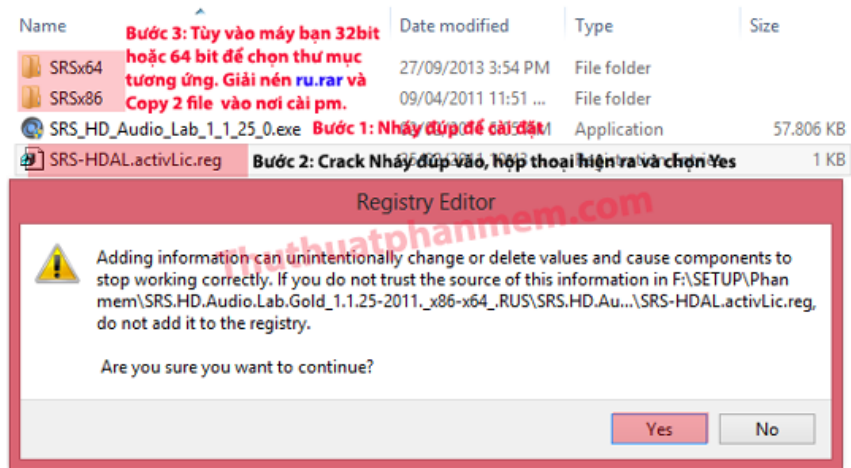 Name Date modified Type Size
Bước 3: Tùy vào máy bạn 32bit
hoặc 64 bit để chọn thư mục
tương ứng. Giải nén ru.rar và
Copy 2 file vào nơi cài pm.
SRSx64 27/09/2013 3:54 PM File folder
SRSx86 09/04/2011 11:51 ... File folder
SRS_HD_Audio_Lab_1_1_25_0.exe Bước 1: Nháy đúp để cài đặt Application 57.806 KB
SRS-HDAL.activLic.reg Bước 2: Crack Nháy đúp vào, hộp thoại hiện ra và chọn Yes 1 KB
Registry Editor
Thuthuatphanmem.com
Adding information can unintentionally change or delete values and cause components to
stop working correctly. If you do not trust the source of this information in F:\SETUP\Phan
mem\SRS.HD.Audio.Lab.Gold_1.1.25-2011._x86-x64_.RUS\SRS.HD.Au...\SRS-HDAL.activLic.reg,
do not add it to the registry.
Are you sure you want to continue?
Yes No